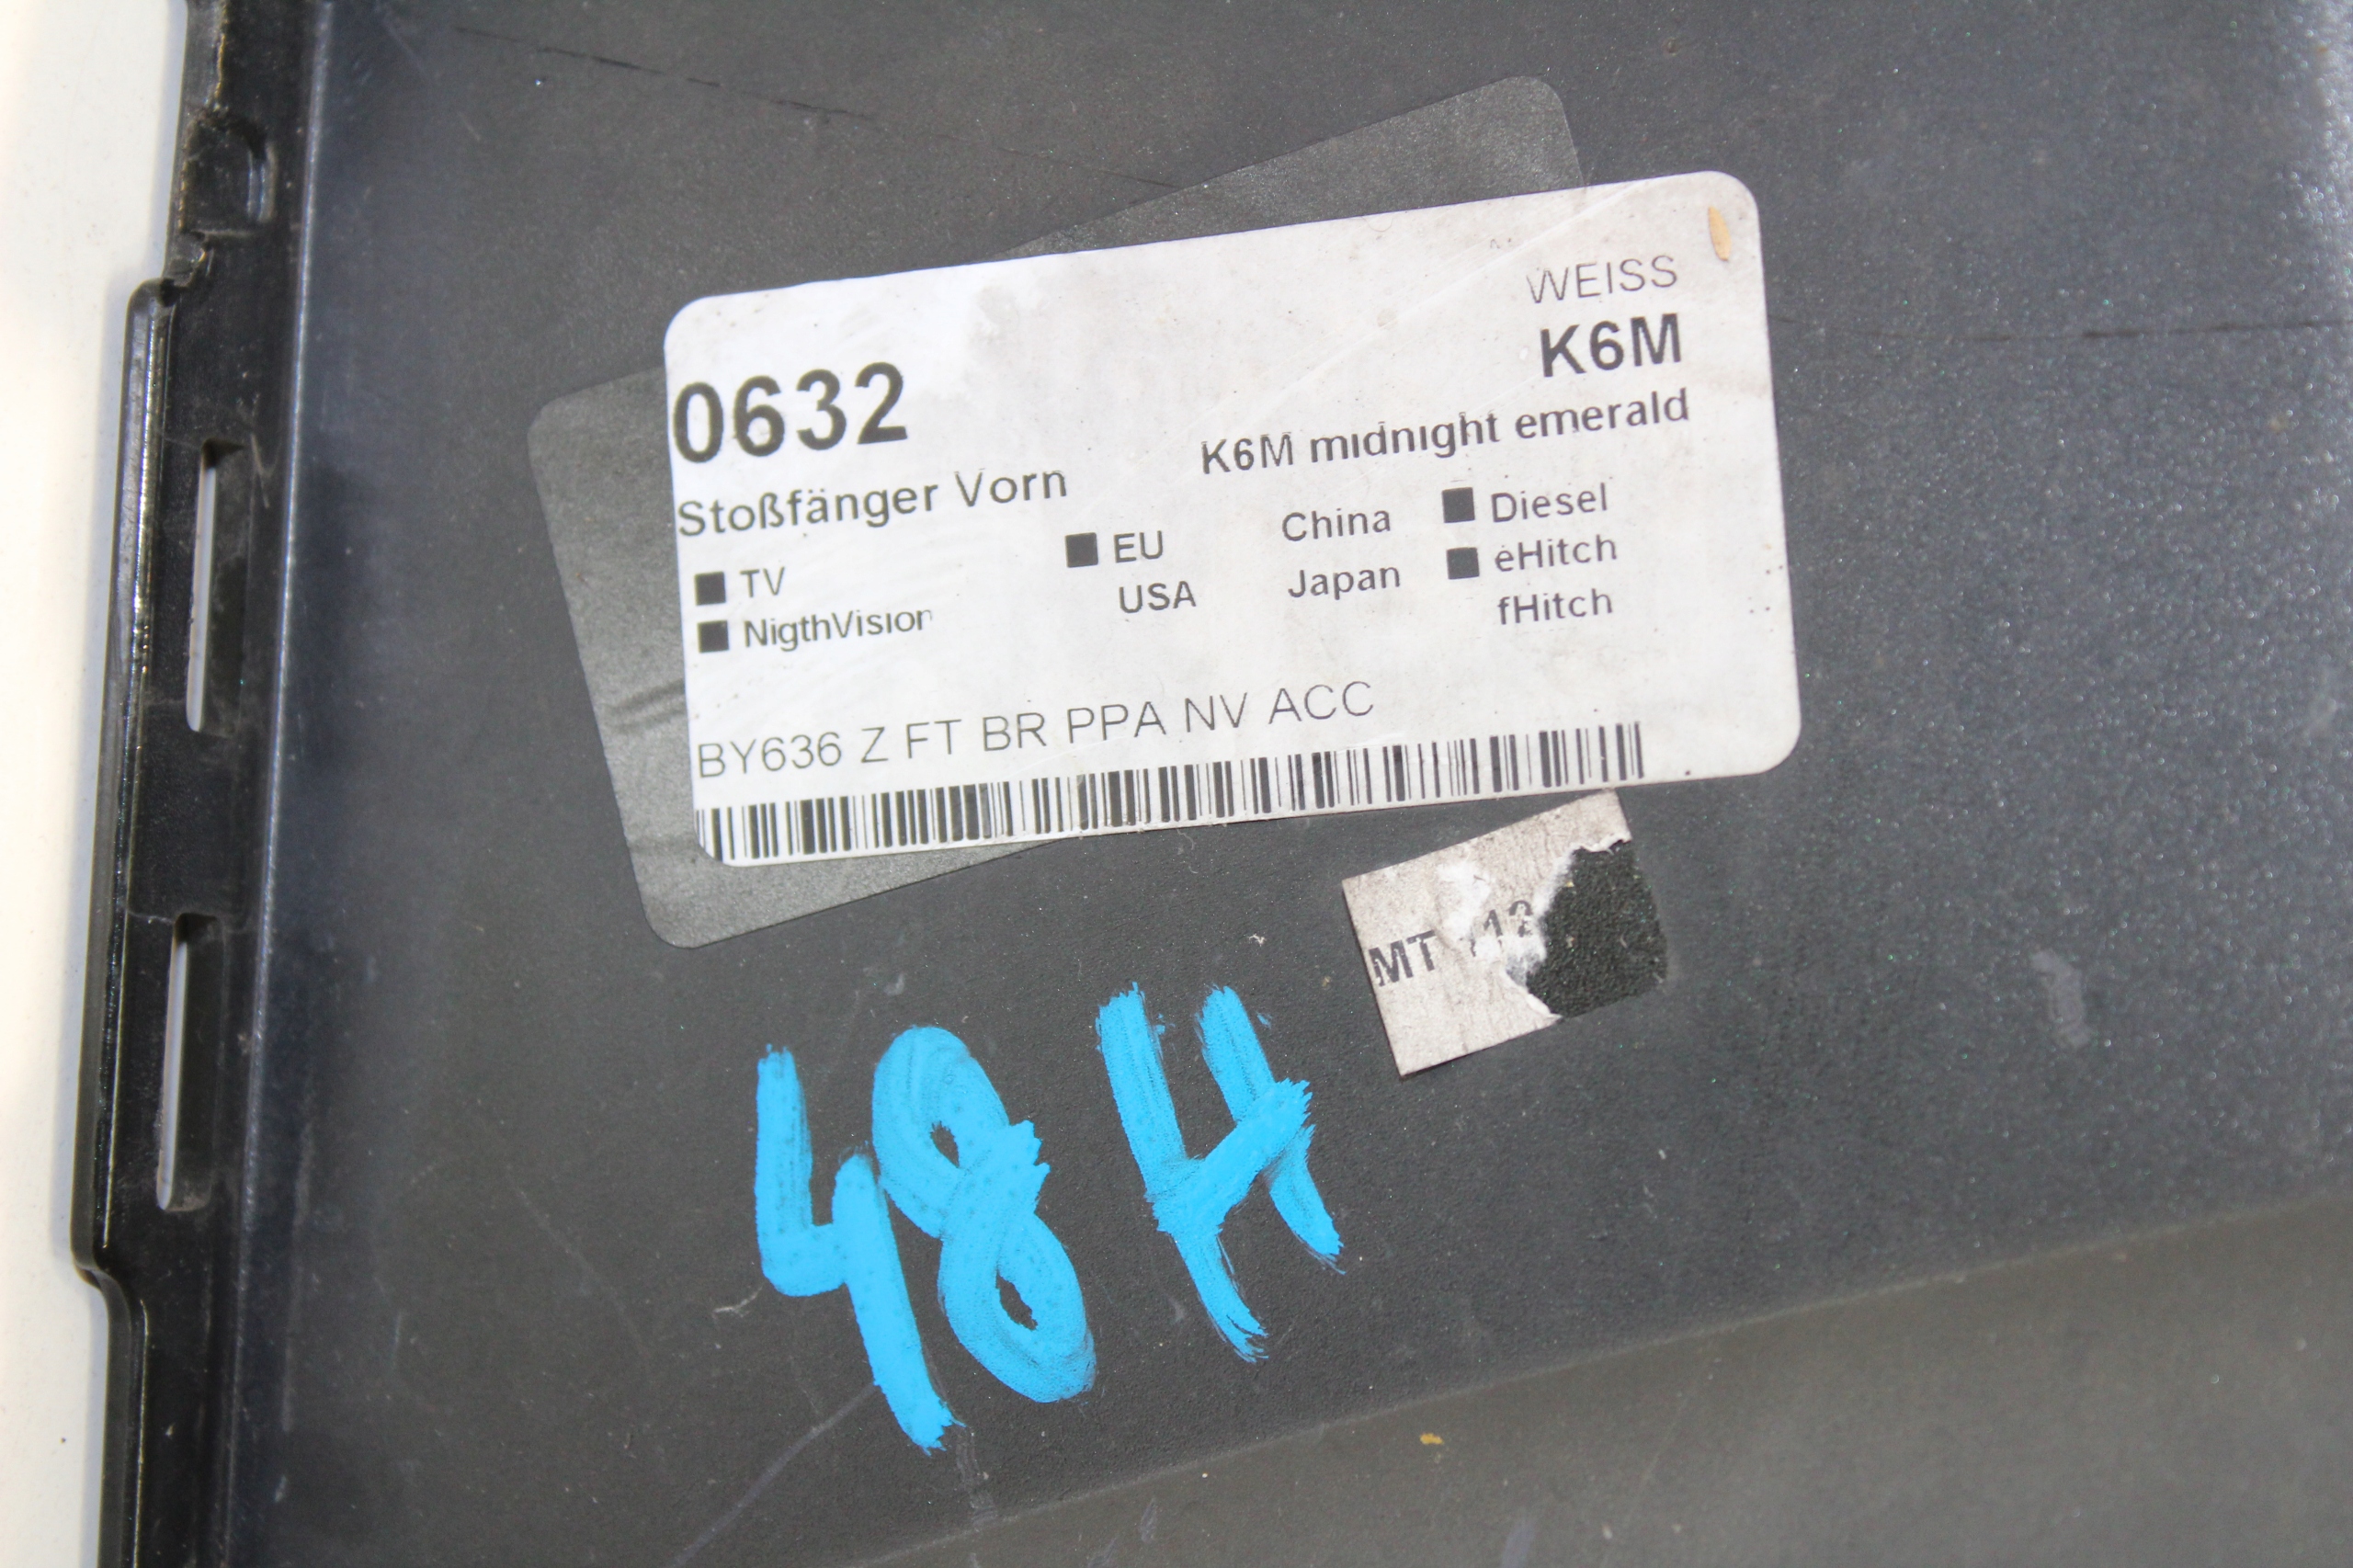 WEISS
K6M
0632
K6M midnight emerald
Stoßfänger Vorn
■ TV ■ EU China ■ Diesel
■ NigthVision USA Japan ■ eHitch
fHitch
BY636 Z FT BR PPA NV ACC
MT
48 H